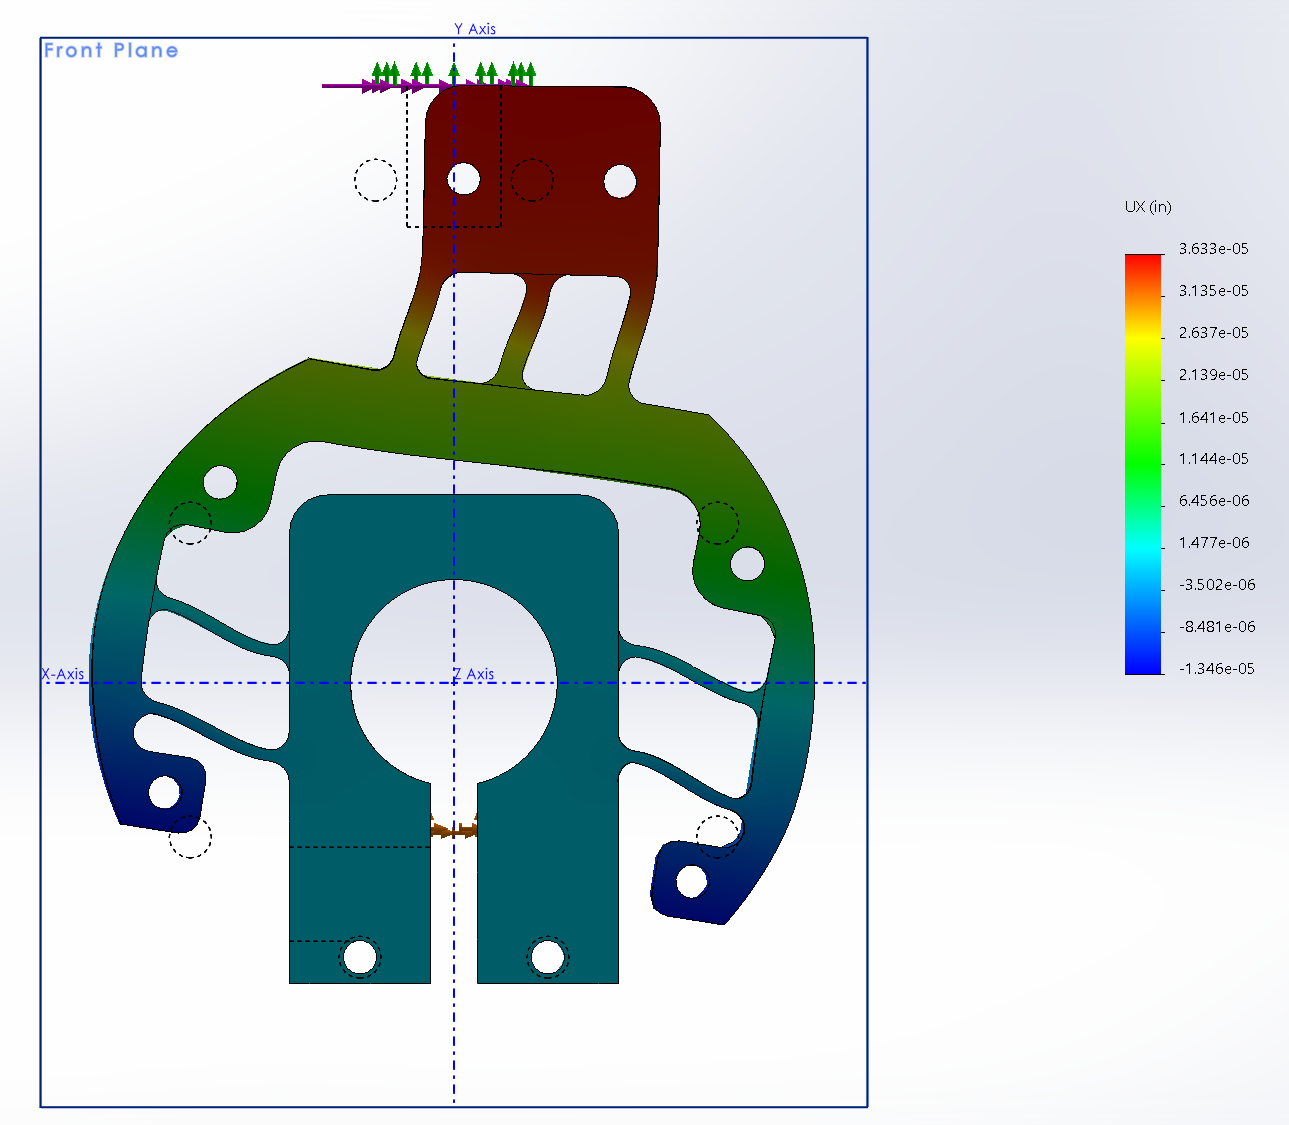 Y Axis
Front Plane
UX (in)
3.633e-05
3.135e-05
2.637e-05
2.139e-05
1.641e-05
1.144e-05
6.456e-06
1.477e-06
-3.502e-06
-8.481e-06
-1.346e-05
X-Axis
Z Axis